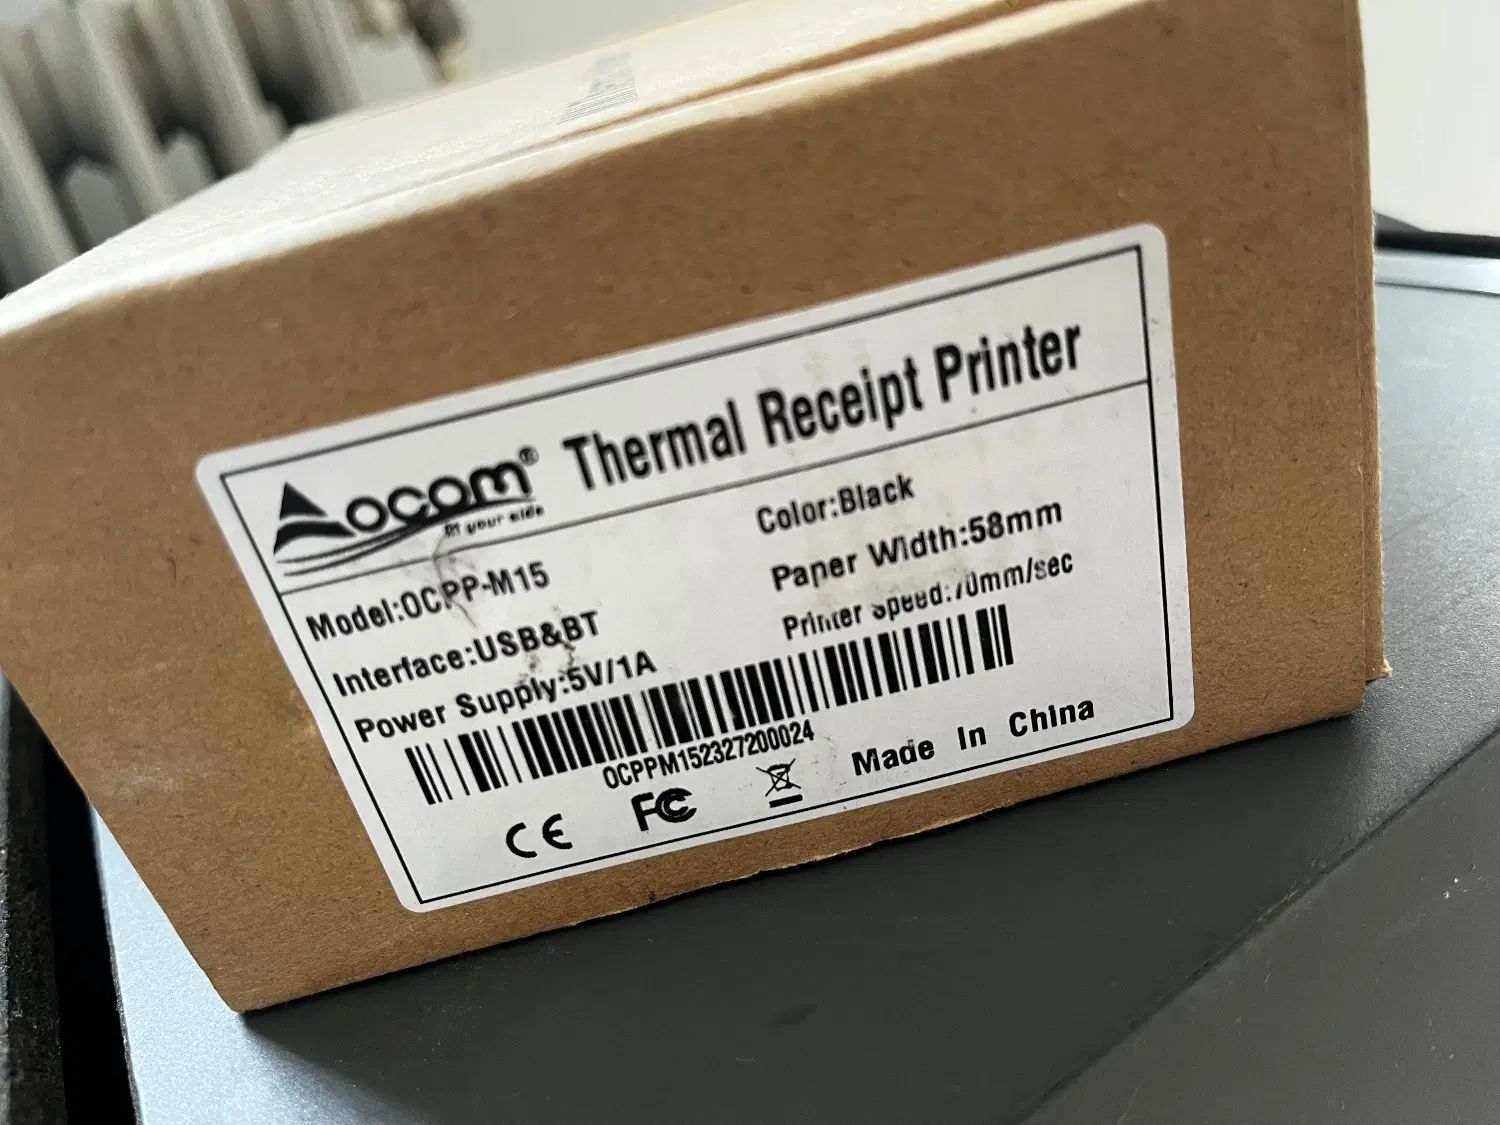 Aocom® Thermal Receipt Printer
At your side
Model:OCPP-M15
Color:Black
Interface:USB&BT
Paper Width:58mm
Power Supply:5V/1A
Printer Speed:70mm/sec
OCPPM152327200024
CE FC Made In China